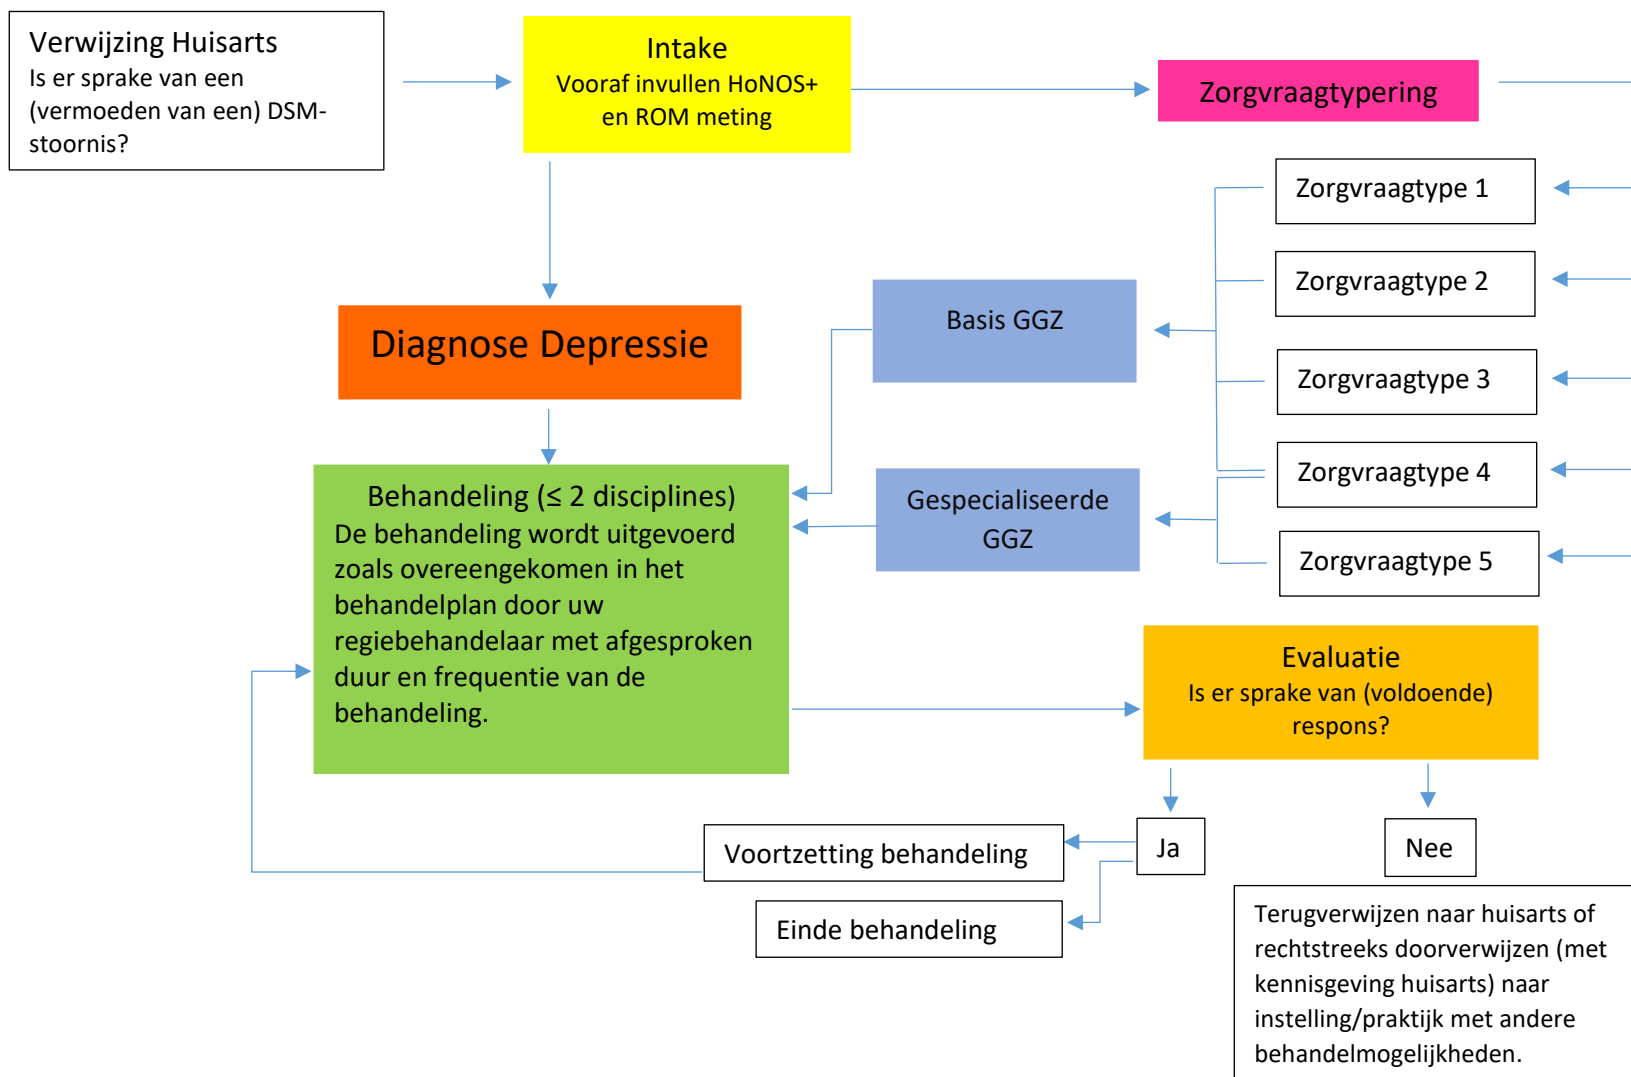 Verwijzing Huisarts
Is er sprake van een
(vermoeden van een) DSM-
stoornis?
Intake
Vooraf invullen HoNOS+
en ROM meting
Zorgvraagtypering
Zorgvraagtype 1
Zorgvraagtype 2
Zorgvraagtype 3
Zorgvraagtype 4
Zorgvraagtype 5
Basis GGZ
Gespecialiseerde
GGZ
Diagnose Depressie
Behandeling (≤ 2 disciplines)
De behandeling wordt uitgevoerd
zoals overeengekomen in het
behandelplan door uw
regiebehandelaar met afgesproken
duur en frequentie van de
behandeling.
Evaluatie
Is er sprake van (voldoende)
respons?
Ja
Nee
Voortzetting behandeling
Einde behandeling
Terugverwijzen naar huisarts of
rechtstreeks doorverwijzen (met
kennisgeving huisarts) naar
instelling/praktijk met andere
behandelmogelijkheden.